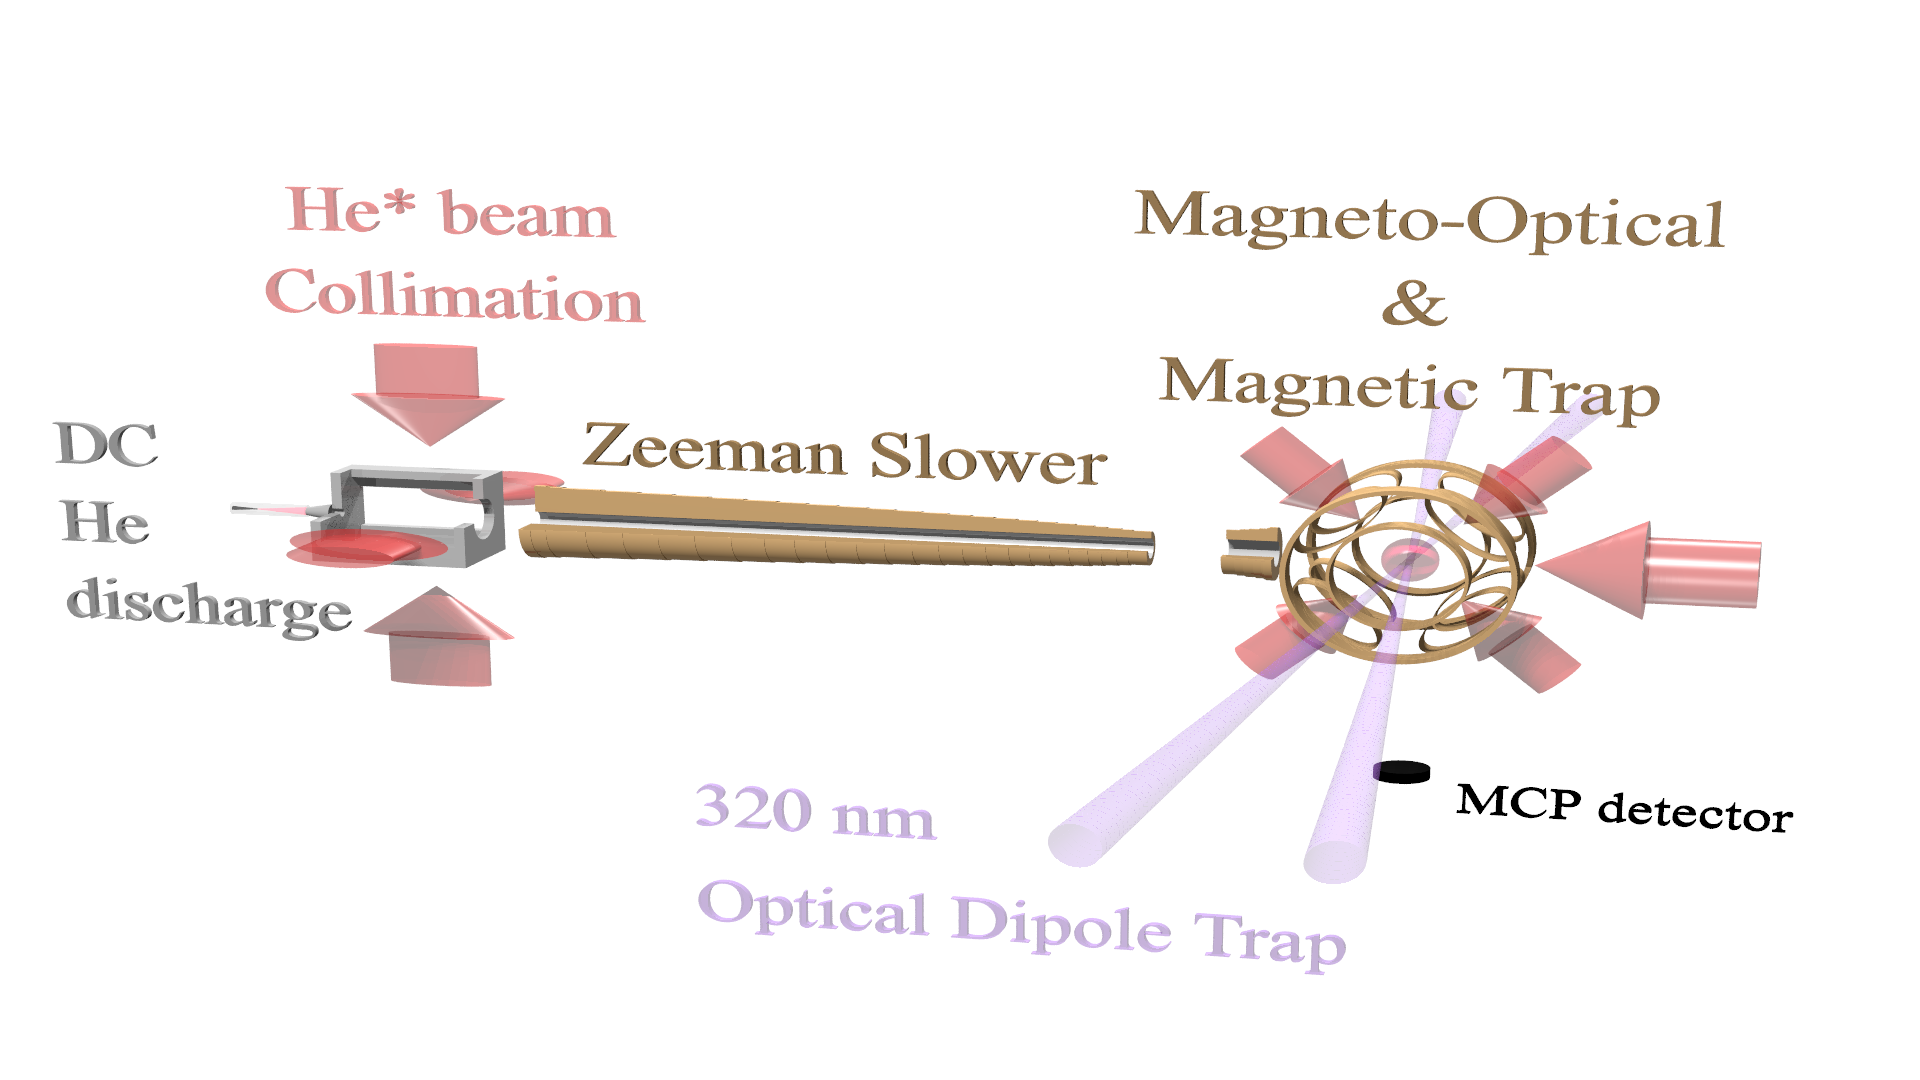 He* beam
Collimation
DC
He
discharge
Zeeman Slower
Magneto-Optical
&
Magnetic Trap
320 nm
Optical Dipole Trap
MCP detector